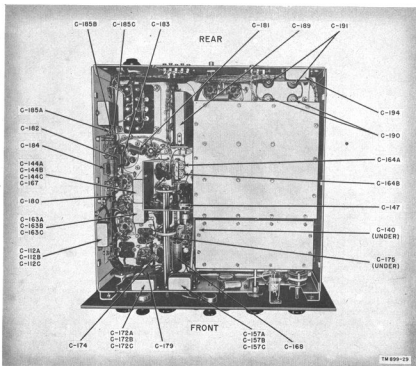 C-185B
C-185C
C-183
C-181
C-189
C-191
REAR
C-185A
C-182
C-184
C-144A
C-144B
C-144C
C-167
C-180
C-163A
C-163B
C-163C
C-112A
C-112B
C-112C
C-194
C-190
C-164A
C-164B
C-147
C-140
(UNDER)
C-175
(UNDER)
C-174
C-172A
C-172B
C-172C
C-179
FRONT
C-157A
C-157B
C-157C
C-168
TM 899-29